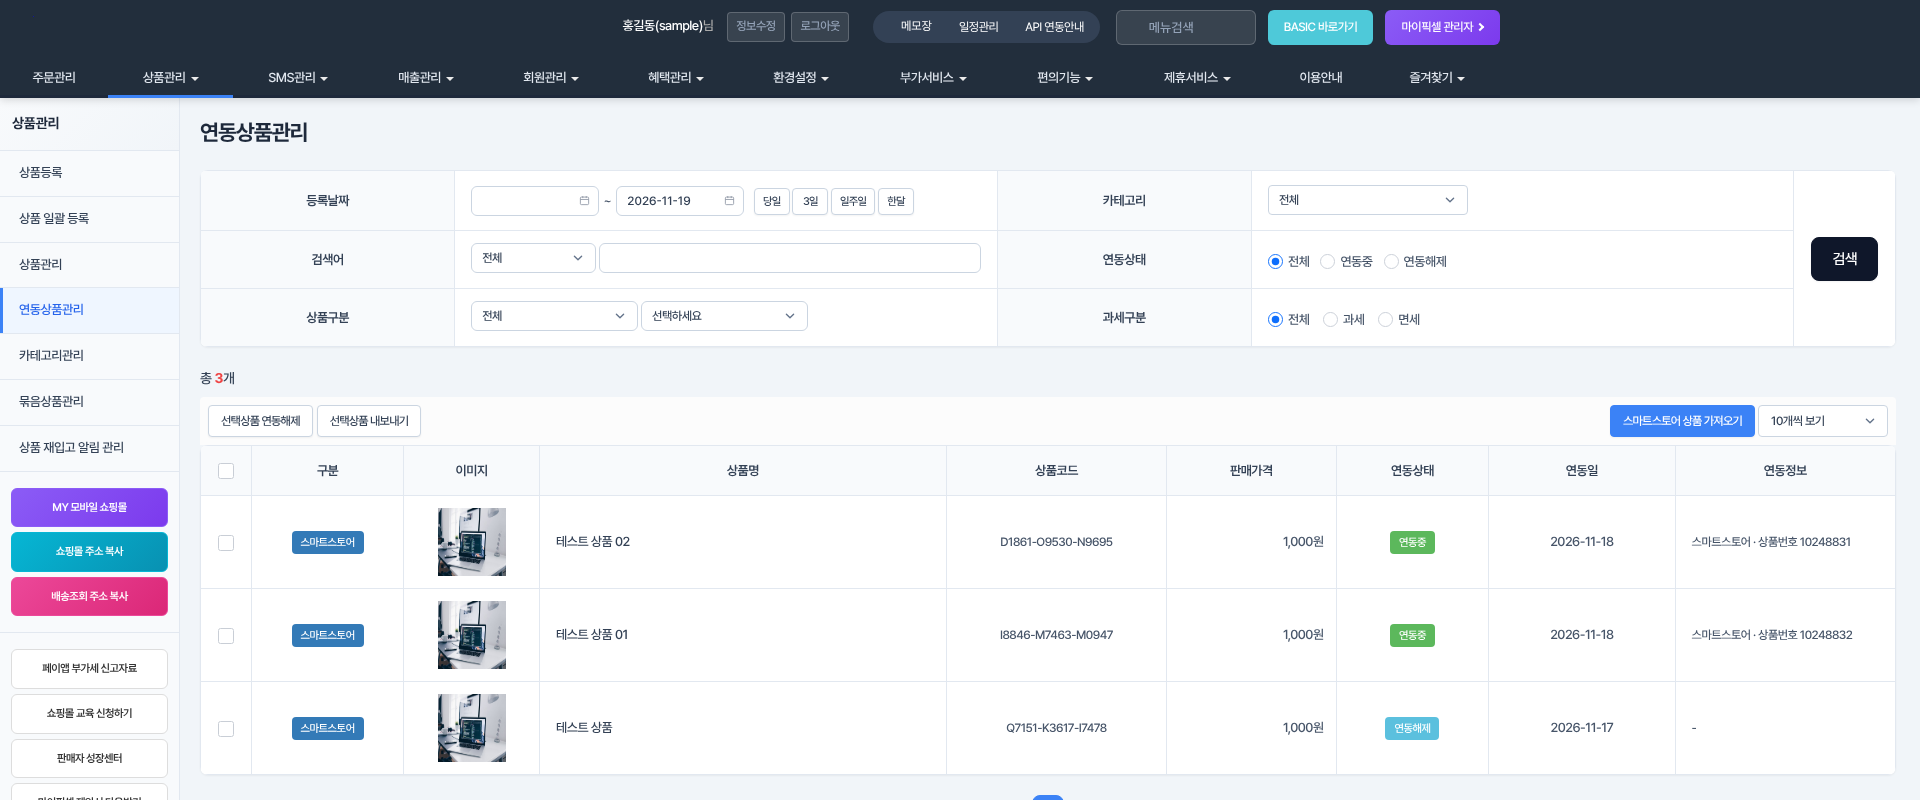 홍길동(sample)님
정보수정
로그아웃
메모장
일정관리
API 연동안내
메뉴검색
BASIC 바로가기
마이픽셀 관리자
주문관리
상품관리
SMS관리
매출관리
회원관리
혜택관리
환경설정
부가서비스
편의기능
제휴서비스
이용안내
즐겨찾기
상품관리
상품등록
상품 일괄 등록
상품관리
연동상품관리
카테고리관리
묶음상품관리
상품 재입고 알림 관리
MY 모바일 쇼핑몰
쇼핑몰 주소 복사
배송조회 주소 복사
페이앱 부가세 신고자료
쇼핑몰 교육 신청하기
판매자 성장센터
연동상품관리
등록날짜
~
2026-11-19
당일
3일
일주일
한달
카테고리
전체
검색어
전체
연동상태
전체
연동중
연동해제
상품구분
전체
선택하세요
과세구분
전체
과세
면세
검색
총 3개
선택상품 연동해제
선택상품 내보내기
스마트스토어 상품 가져오기
10개씩 보기
구분
이미지
상품명
상품코드
판매가격
연동상태
연동일
연동정보
스마트스토어
테스트 상품 02
D1861-O9530-N9695
1,000원
연동중
2026-11-18
스마트스토어 · 상품번호 10248831
스마트스토어
테스트 상품 01
I8846-M7463-M0947
1,000원
연동중
2026-11-18
스마트스토어 · 상품번호 10248832
스마트스토어
테스트 상품
Q7151-K3617-I7478
1,000원
연동해제
2026-11-17
-